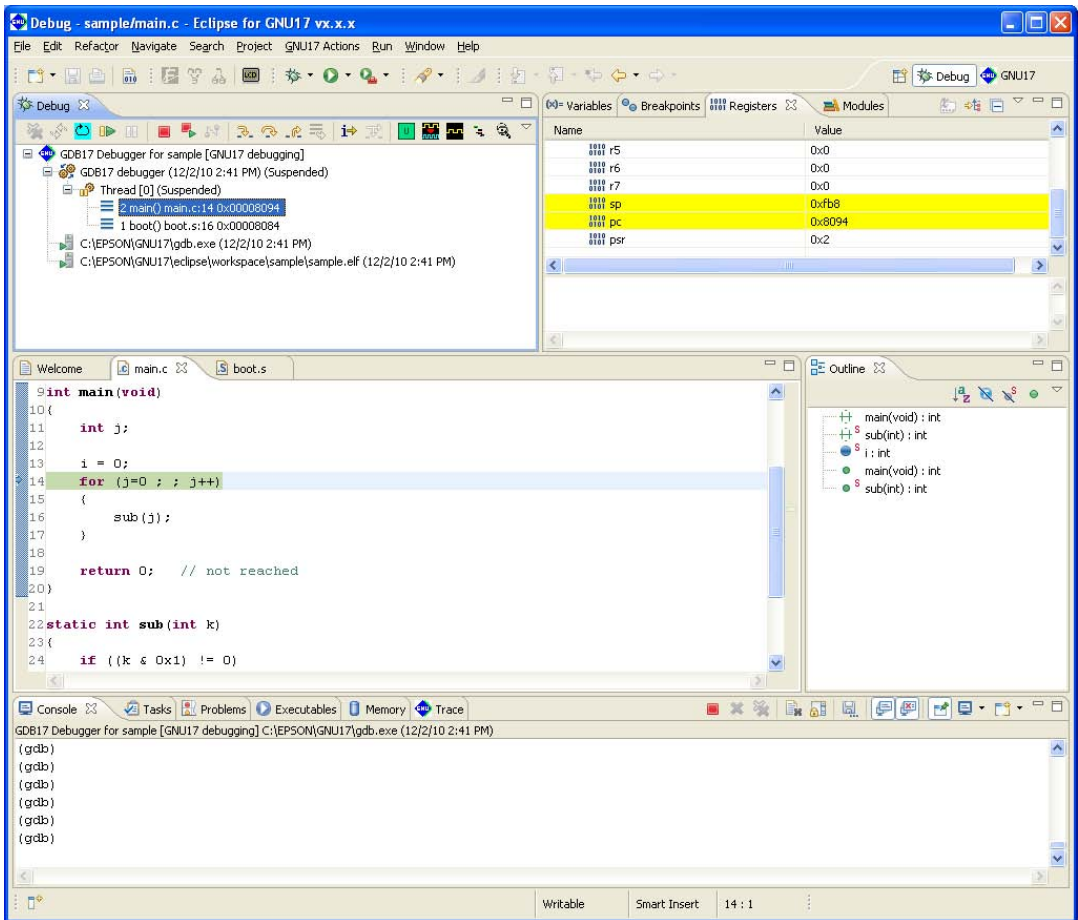 Debug - sample/main.c - Eclipse for GNU17 vx.x.x
File Edit Refactor Navigate Search Project GNU17 Actions Run Window Help
Debug GNU17
Debug
GDB17 Debugger for sample [GNU17 debugging]
GDB17 debugger (12/2/10 2:41 PM) (Suspended)
Thread [0] (Suspended)
2 main() main.c:14 0x00008094
1 boot() boot.s:16 0x00008084
C:\EPSON\GNU17\gdb.exe (12/2/10 2:41 PM)
C:\EPSON\GNU17\eclipse\workspace\sample\sample.elf (12/2/10 2:41 PM)
Variables Breakpoints Registers Modules
Name Value
r5 0x0
r6 0x0
r7 0x0
sp 0xfb8
pc 0x8094
psr 0x2
Welcome main.c boot.s
9 int main(void)
10 {
11 int j;
12
13 i = 0;
14 for (j=0 ; ; j++)
15 {
16 sub(j);
17 }
18
19 return 0; // not reached
20 }
21
22 static int sub(int k)
23 {
24 if ((k & 0x1) != 0)
Outline
main(void) : int
sub(int) : int
i : int
main(void) : int
sub(int) : int
Console Tasks Problems Executables Memory Trace
GDB17 Debugger for sample [GNU17 debugging] C:\EPSON\GNU17\gdb.exe (12/2/10 2:41 PM)
(gdb)
(gdb)
(gdb)
(gdb)
(gdb)
(gdb)
Writable Smart Insert 14 : 1